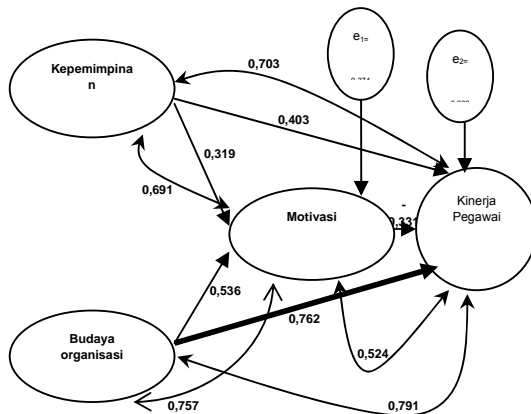 e1=
e2=
Kepemimpina
n
0,703
0,403
0,319
0,691
Motivasi
-
0,331
Kinerja
Pegawai
0,536
0,762
Budaya
organisasi
0,524
0,757
0,791